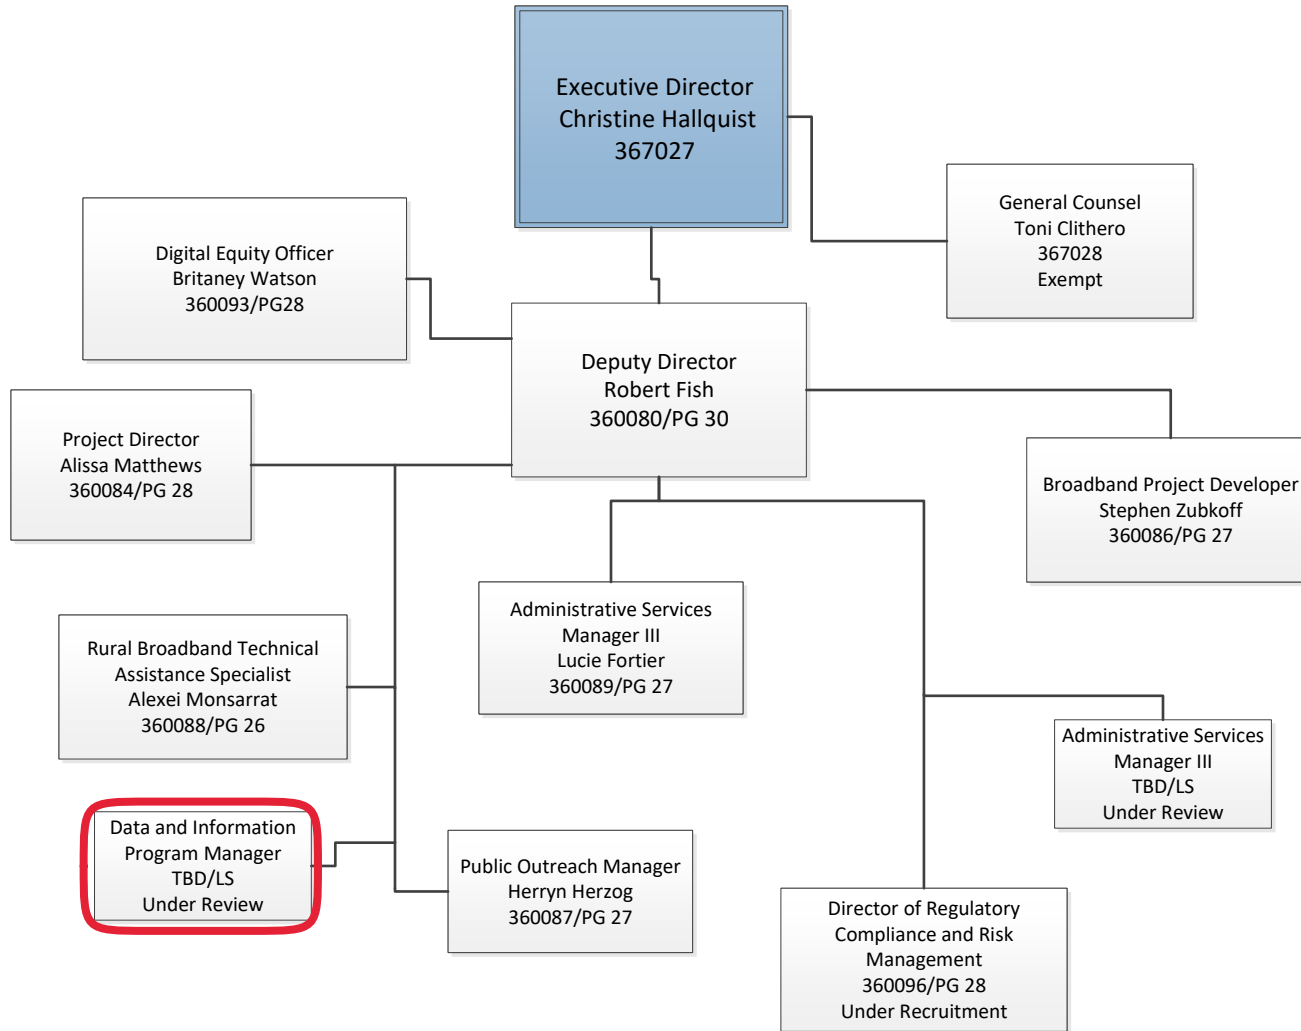 Executive Director
Christine Hallquist
367027
General Counsel
Toni Clithero
367028
Exempt
Digital Equity Officer
Britaney Watson
360093/PG28
Deputy Director
Robert Fish
360080/PG 30
Project Director
Alissa Matthews
360084/PG 28
Broadband Project Developer
Stephen Zubkoff
360086/PG 27
Administrative Services
Manager III
Lucie Fortier
360089/PG 27
Rural Broadband Technical
Assistance Specialist
Alexei Monsarrat
360088/PG 26
Administrative Services
Manager III
TBD/LS
Under Review
Data and Information
Program Manager
TBD/LS
Under Review
Public Outreach Manager
Herryn Herzog
360087/PG 27
Director of Regulatory
Compliance and Risk
Management
360096/PG 28
Under Recruitment